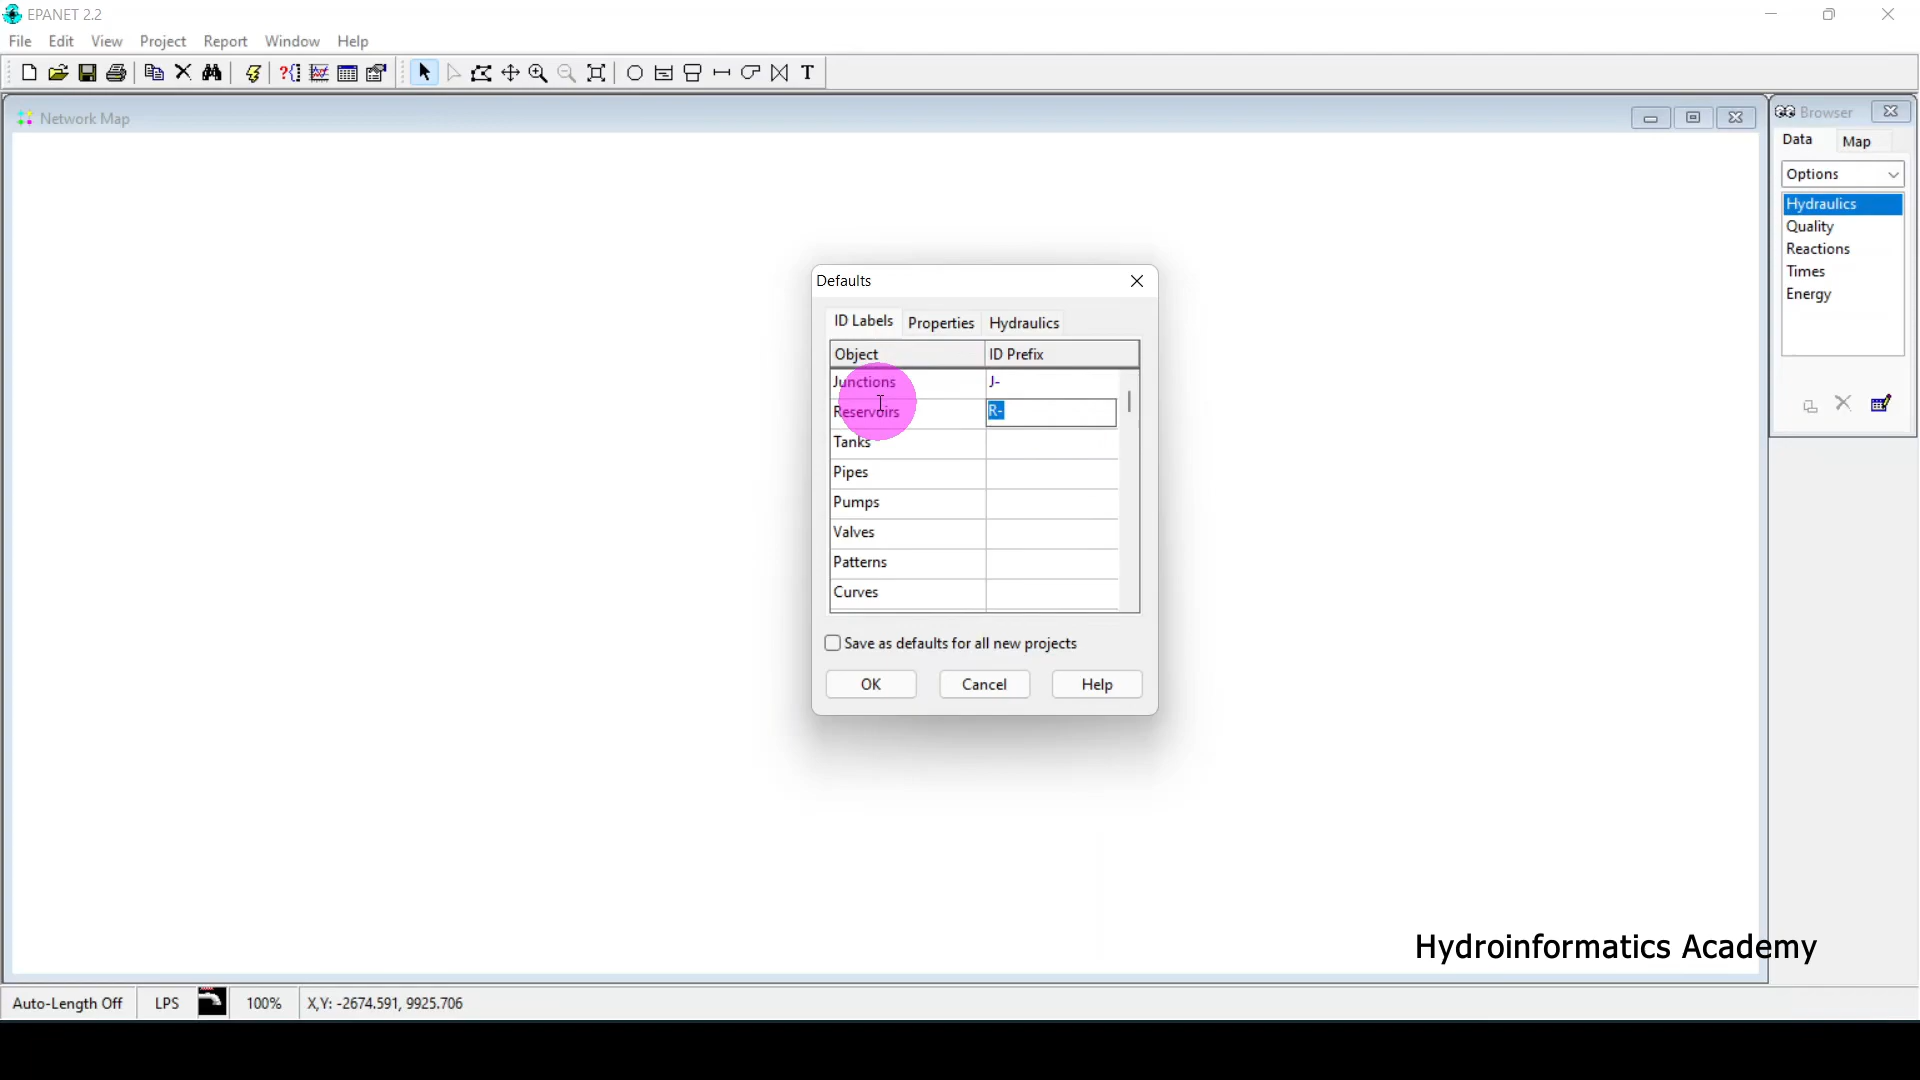 EPANET 2.2
File Edit View Project Report Window Help
T
Network Map
Browser
Data Map
Options
Hydraulics
Quality
Reactions
Times
Energy
Defaults
ID Labels Properties Hydraulics
Object ID Prefix
Junctions J-
Reservoirs R-
Tanks
Pipes
Pumps
Valves
Patterns
Curves
Save as defaults for all new projects
OK Cancel Help
Hydroinformatics Academy
Auto-Length Off LPS 100% X,Y: -2674.591, 9925.706